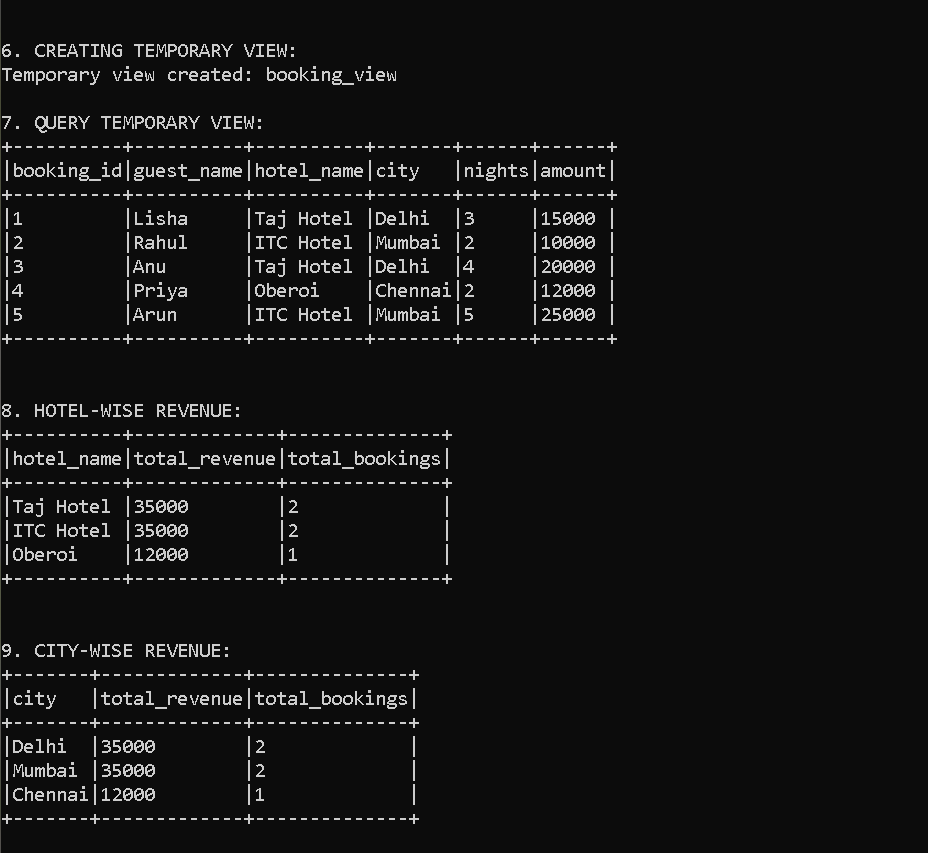 6. CREATING TEMPORARY VIEW:
Temporary view created: booking_view
7. QUERY TEMPORARY VIEW:
+----------+----------+----------+-------+------+------+
|booking_id|guest_name|hotel_name|city   |nights|amount|
+----------+----------+----------+-------+------+------+
|1         |Lisha     |Taj Hotel |Delhi  |3     |15000 |
|2         |Rahul     |ITC Hotel |Mumbai |2     |10000 |
|3         |Anu       |Taj Hotel |Delhi  |4     |20000 |
|4         |Priya     |Oberoi    |Chennai|2     |12000 |
|5         |Arun      |ITC Hotel |Mumbai |5     |25000 |
+----------+----------+----------+-------+------+------+
8. HOTEL-WISE REVENUE:
+----------+-------------+--------------+
|hotel_name|total_revenue|total_bookings|
+----------+-------------+--------------+
|Taj Hotel |35000        |2             |
|ITC Hotel |35000        |2             |
|Oberoi    |12000        |1             |
+----------+-------------+--------------+
9. CITY-WISE REVENUE:
+-------+-------------+--------------+
|city   |total_revenue|total_bookings|
+-------+-------------+--------------+
|Delhi  |35000        |2             |
|Mumbai |35000        |2             |
|Chennai|12000        |1             |
+-------+-------------+--------------+